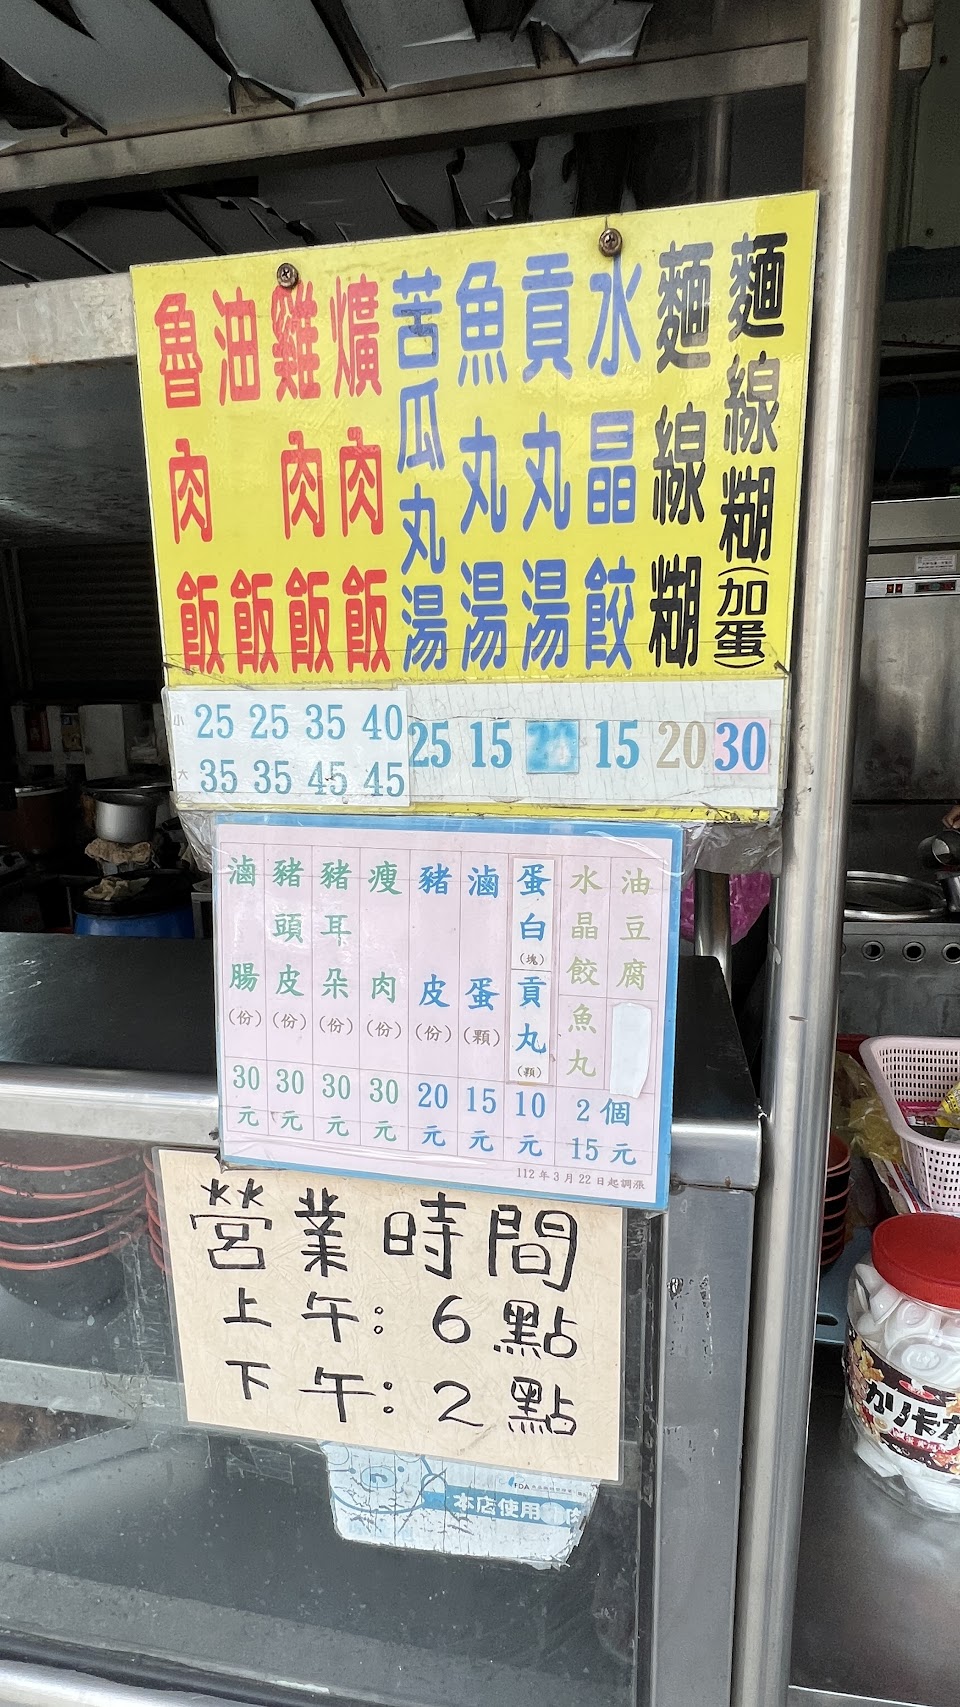 魯肉飯
油飯
雞肉飯
爌肉飯
苦瓜丸湯
魚丸湯
貢丸湯
水晶餃
麵線糊
麵線糊(加蛋)
小 25 25 35 40
大 35 35 45 45
25 15 20 15 20 30
滷腸(份) 30元
豬頭皮(份) 30元
豬耳朵(份) 30元
瘦肉(份) 30元
豬皮(份) 20元
滷蛋(顆) 15元
蛋白(塊) 貢丸(顆) 10元
水晶餃 魚丸 油豆腐 2個 15元
112年3月22日起調漲
營業時間
上午：6點
下午：2點
本店使用
カリ